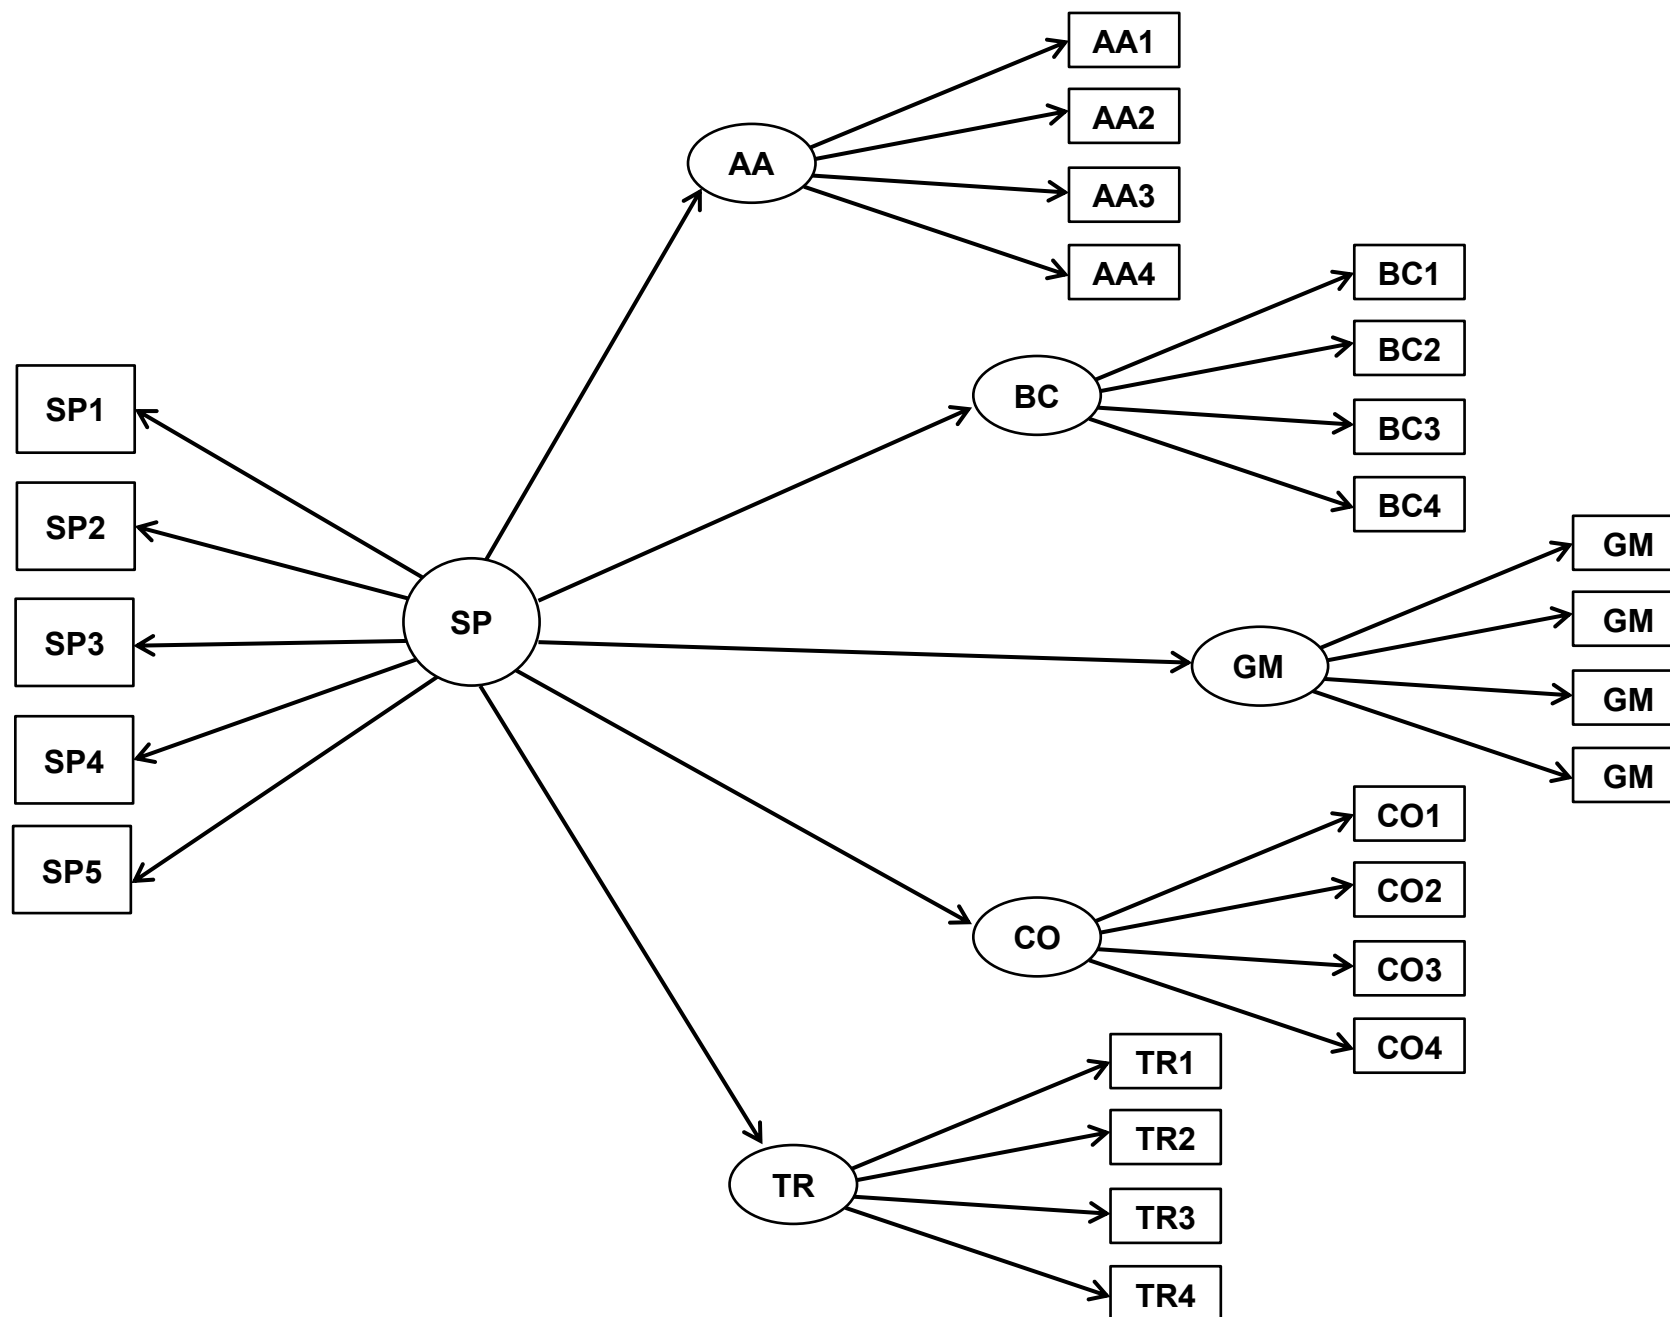 AA1
AA2
AA
AA3
AA4
BC1
BC2
BC
BC3
BC4
SP1
SP2
SP3
SP4
SP5
SP
GM
GM
GM
GM
GM
CO1
CO2
CO
CO3
CO4
TR1
TR2
TR
TR3
TR4